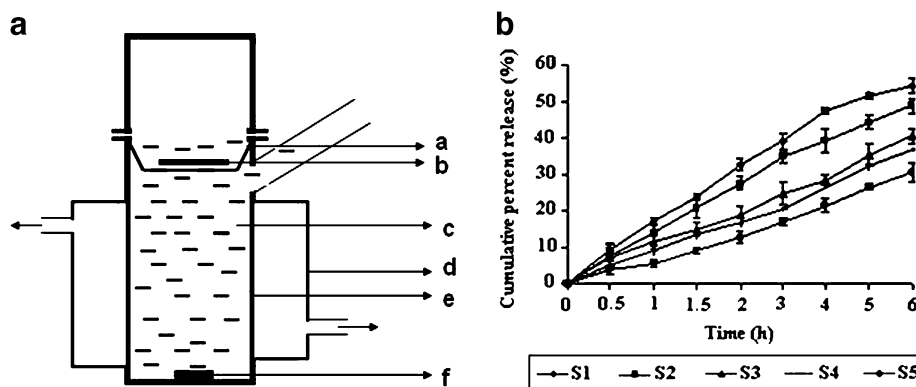 a
a
b
c
d
e
f
b
Cumulative percent release (%)
60
50
40
30
20
10
0
0 0.5 1 1.5 2 3 4 5 6
Time (h)
S1 S2 S3 S4 S5